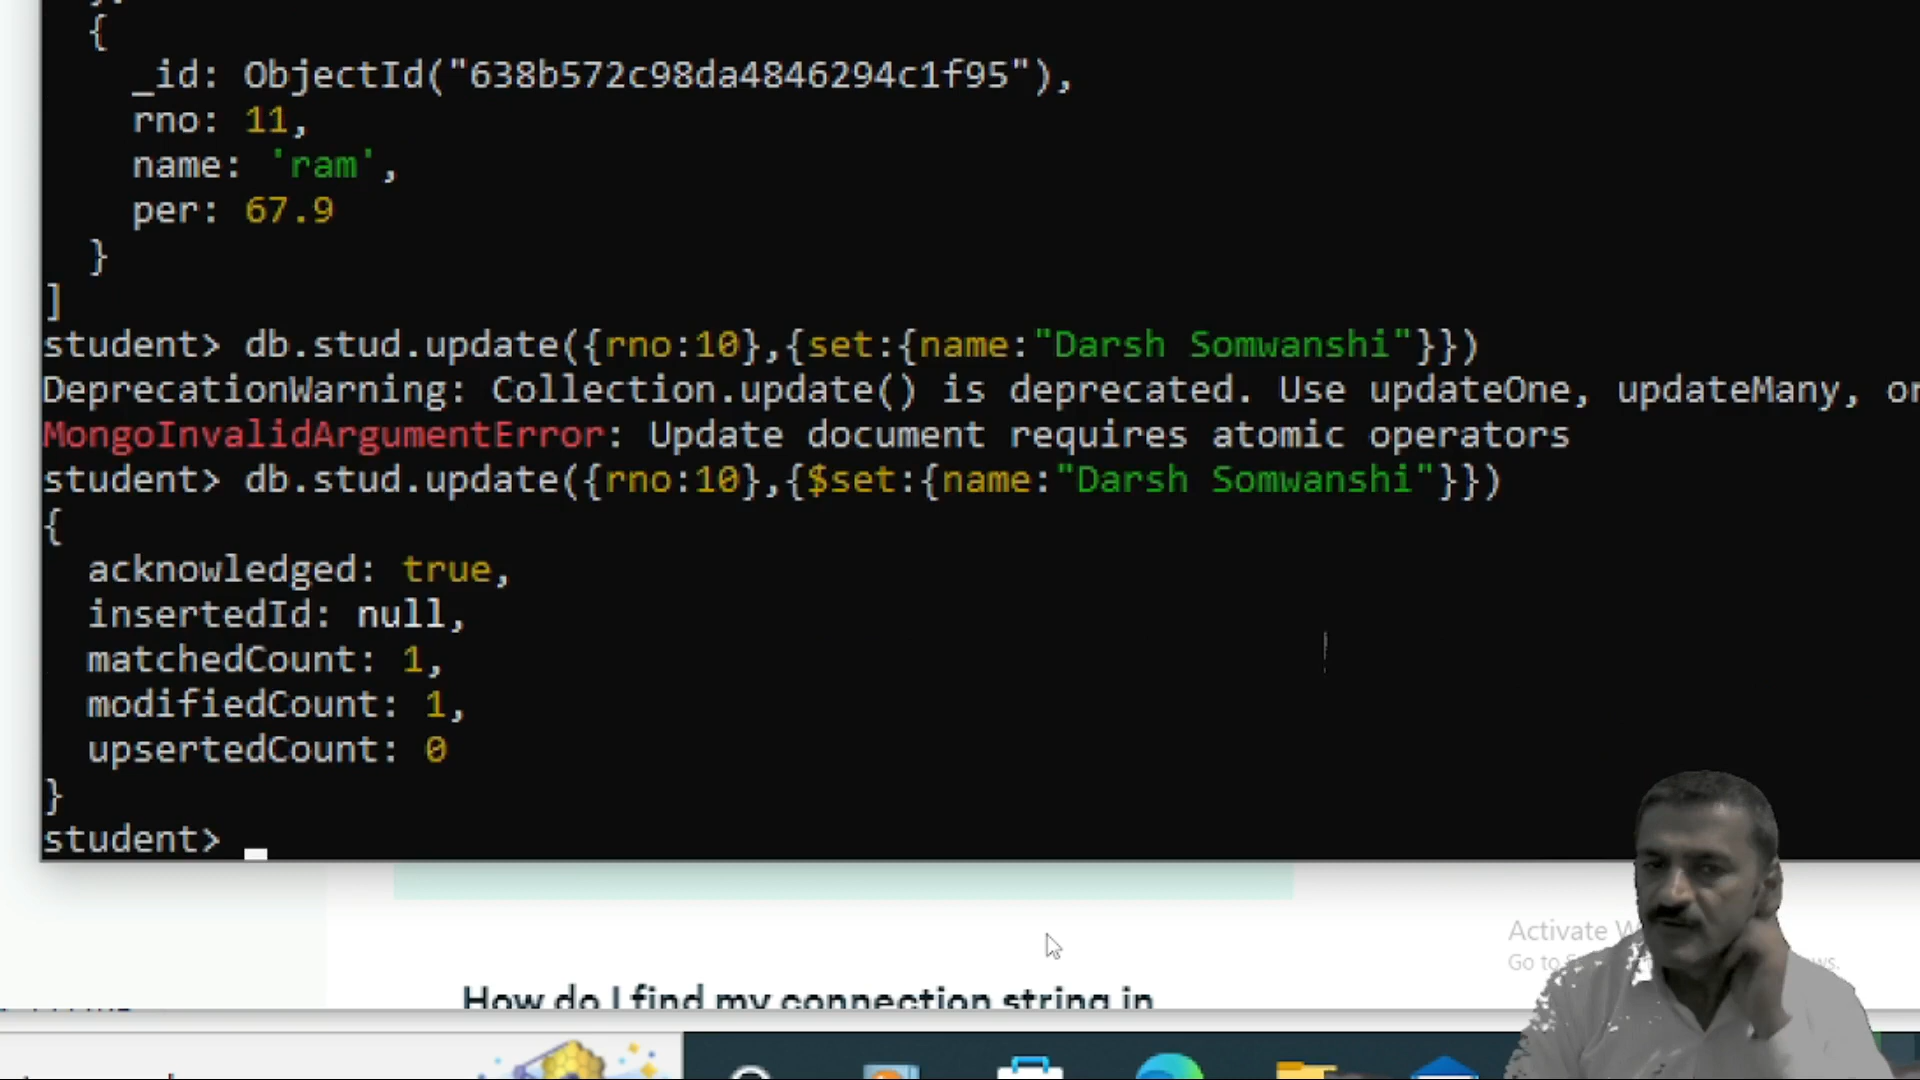 {
_id: ObjectId("638b572c98da4846294c1f95"),
rno: 11,
name: 'ram',
per: 67.9
}
]
student> db.stud.update({rno:10},{set:{name:"Darsh Somwanshi"}})
DeprecationWarning: Collection.update() is deprecated. Use updateOne, updateMany, or
MongoInvalidArgumentError: Update document requires atomic operators
student> db.stud.update({rno:10},{$set:{name:"Darsh Somwanshi"}})
{
acknowledged: true,
insertedId: null,
matchedCount: 1,
modifiedCount: 1,
upsertedCount: 0
}
student>
Activate
Go to
How do I find my connection string in